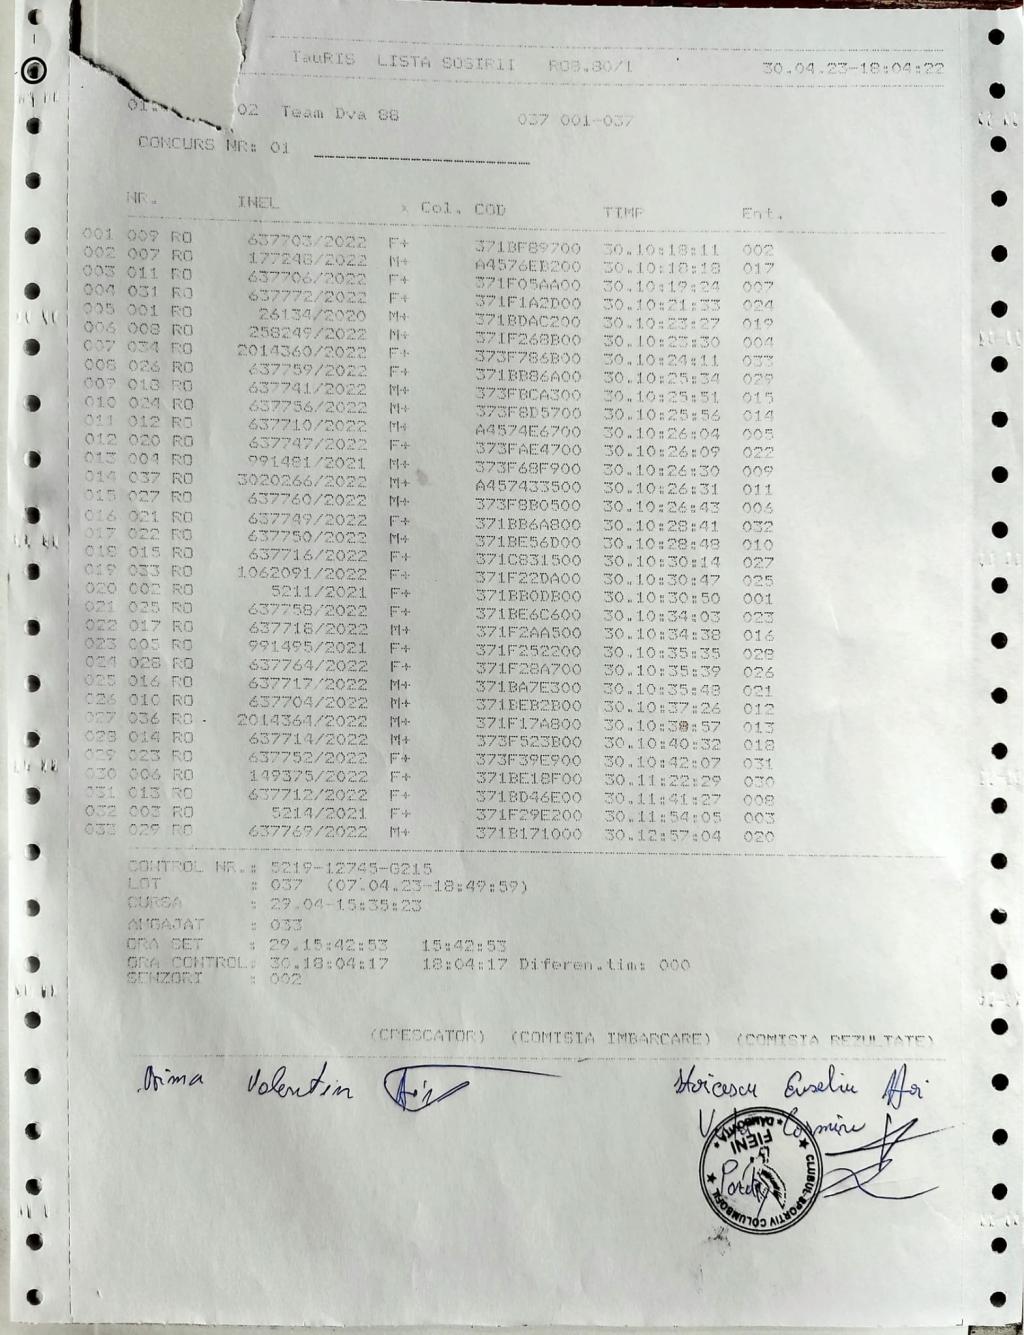 TauRIS LISTA SOSIRII RO8.80/1 30.04.23-18:04:22
02 Team Dva 88 037 001-037
CONCURS NR: 01
NR. INEL x Col. COD TIMP Ent.
001 009 RO 637703/2022 F+ 371BF89700 30.10:18:11 002
002 007 RO 177248/2022 M+ A4576EB200 30.10:18:18 017
003 011 RO 637706/2022 F+ 371F05AA00 30.10:19:24 007
004 031 RO 637772/2022 F+ 371F1A2D00 30.10:21:33 024
005 001 RO 26134/2020 M+ 371BDAC200 30.10:23:27 019
006 008 RO 258249/2022 M+ 371F268B00 30.10:23:30 004
007 034 RO 2014360/2022 F+ 373F786B00 30.10:24:11 033
008 026 RO 637759/2022 F+ 371BB86A00 30.10:25:34 029
009 018 RO 637741/2022 M+ 373FBCA300 30.10:25:51 015
010 024 RO 637756/2022 M+ 373F8D5700 30.10:25:56 014
011 012 RO 637710/2022 M+ A4574E6700 30.10:26:04 005
012 020 RO 637747/2022 F+ 373FAE4700 30.10:26:09 022
013 004 RO 991481/2021 M+ 373F68F900 30.10:26:30 009
014 037 RO 3020266/2022 M+ A457433500 30.10:26:31 011
015 027 RO 637760/2022 M+ 373F8B0500 30.10:26:43 006
016 021 RO 637749/2022 F+ 371BB6A800 30.10:28:41 032
017 022 RO 637750/2022 M+ 371BE56D00 30.10:28:48 010
018 015 RO 637716/2022 F+ 371C831500 30.10:30:14 027
019 033 RO 1062091/2022 F+ 371F22DA00 30.10:30:47 025
020 002 RO 5211/2021 F+ 371BB0DB00 30.10:30:50 001
021 025 RO 637758/2022 F+ 371BE6C600 30.10:34:03 023
022 017 RO 637718/2022 M+ 371F2AA500 30.10:34:38 016
023 005 RO 991495/2021 F+ 371F252200 30.10:35:35 028
024 028 RO 637764/2022 F+ 371F28A700 30.10:35:39 026
025 016 RO 637717/2022 M+ 371BA7E300 30.10:35:48 021
026 010 RO 637704/2022 M+ 371BEB2B00 30.10:37:26 012
027 036 RO 2014364/2022 M+ 371F17A800 30.10:38:57 013
028 014 RO 637714/2022 M+ 373F523B00 30.10:40:32 018
029 023 RO 637752/2022 F+ 373F39E900 30.10:42:07 031
030 006 RO 149375/2022 F+ 371BE18F00 30.11:22:29 030
031 013 RO 637712/2022 F+ 371BD46E00 30.11:41:27 008
032 003 RO 5214/2021 F+ 371F29E200 30.11:54:05 003
033 029 RO 637769/2022 M+ 371B171000 30.12:57:04 020
CONTROL NR.: 5219-12745-G215
LOT : 037 (07.04.23-18:49:59)
CURSA : 29.04-15:35:23
ANGAJAT : 033
ORA SET : 29.15:42:53 15:42:53
ORA CONTROL: 30.18:04:17 18:04:17 Diferen.tim: 000
SENZORI : 002
(CRESCATOR) (COMISIA IMBARCARE) (COMISIA REZULTATE)
Valentin Stoicescu Euseliu
CLUBUL SPORTIV COLUMBOFIL
FIENI
DAMBOVITA